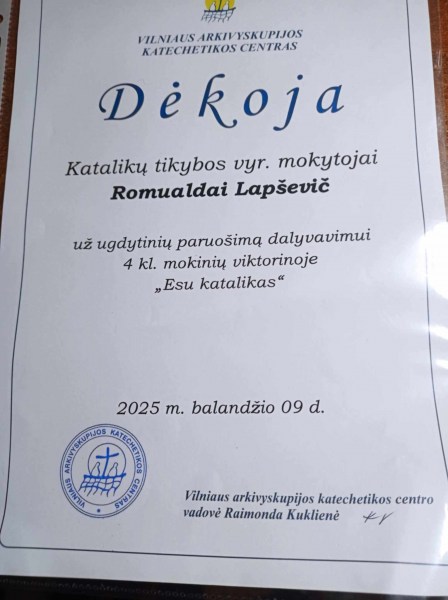 VILNIAUS ARKIVYSKUPIJOS
KATECHETIKOS CENTRAS
Dėkoja
Katalikų tikybos vyr. mokytojai
Romualdai Lapševič
už ugdytinių paruošimą dalyvavimui
4 kl. mokinių viktorinoje
„Esu katalikas“
2025 m. balandžio 09 d.
VILNIAUS ARKIVYSKUPIJOS KATECHETIKOS CENTRAS
Vilniaus arkivyskupijos katechetikos centro
vadovė Raimonda Kuklienė